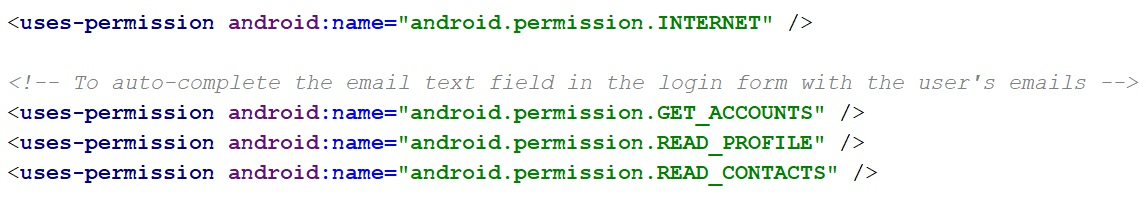 <uses-permission android:name="android.permission.INTERNET" />
<!-- To auto-complete the email text field in the login form with the user's emails -->
<uses-permission android:name="android.permission.GET_ACCOUNTS" />
<uses-permission android:name="android.permission.READ_PROFILE" />
<uses-permission android:name="android.permission.READ_CONTACTS" />